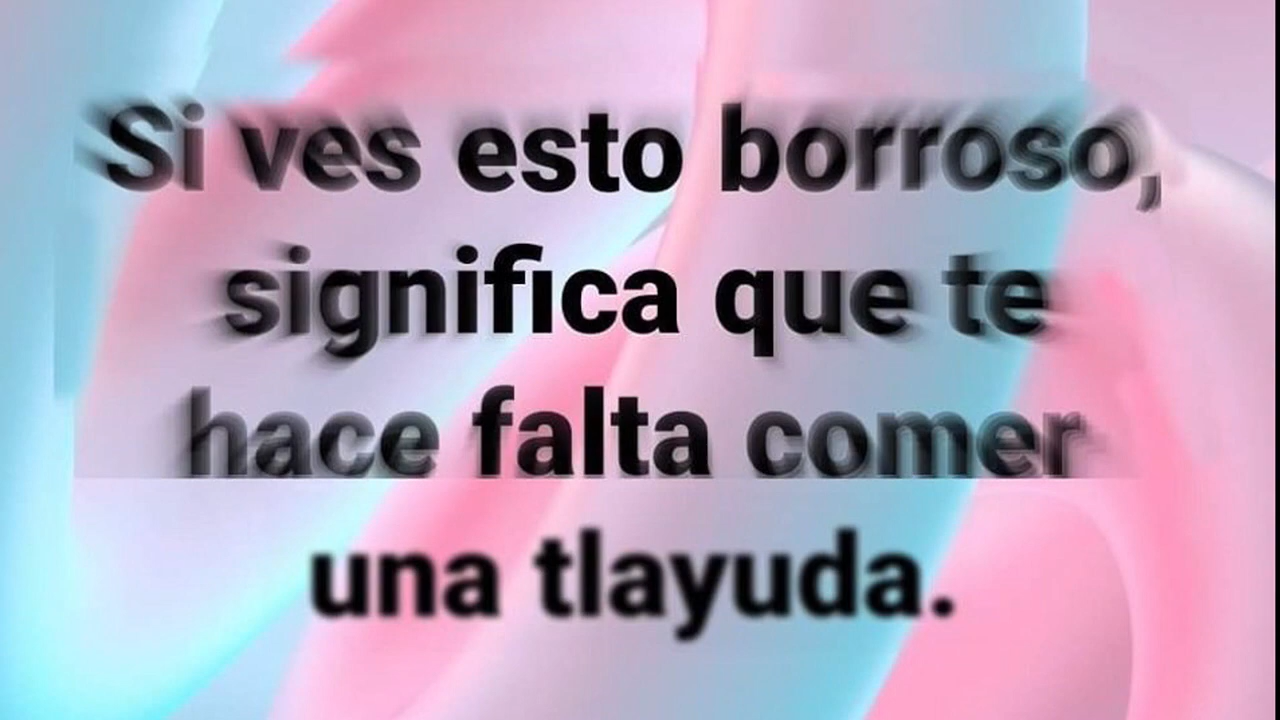 Si ves esto borroso,
significa que te
hace falta comer
una tlayuda.